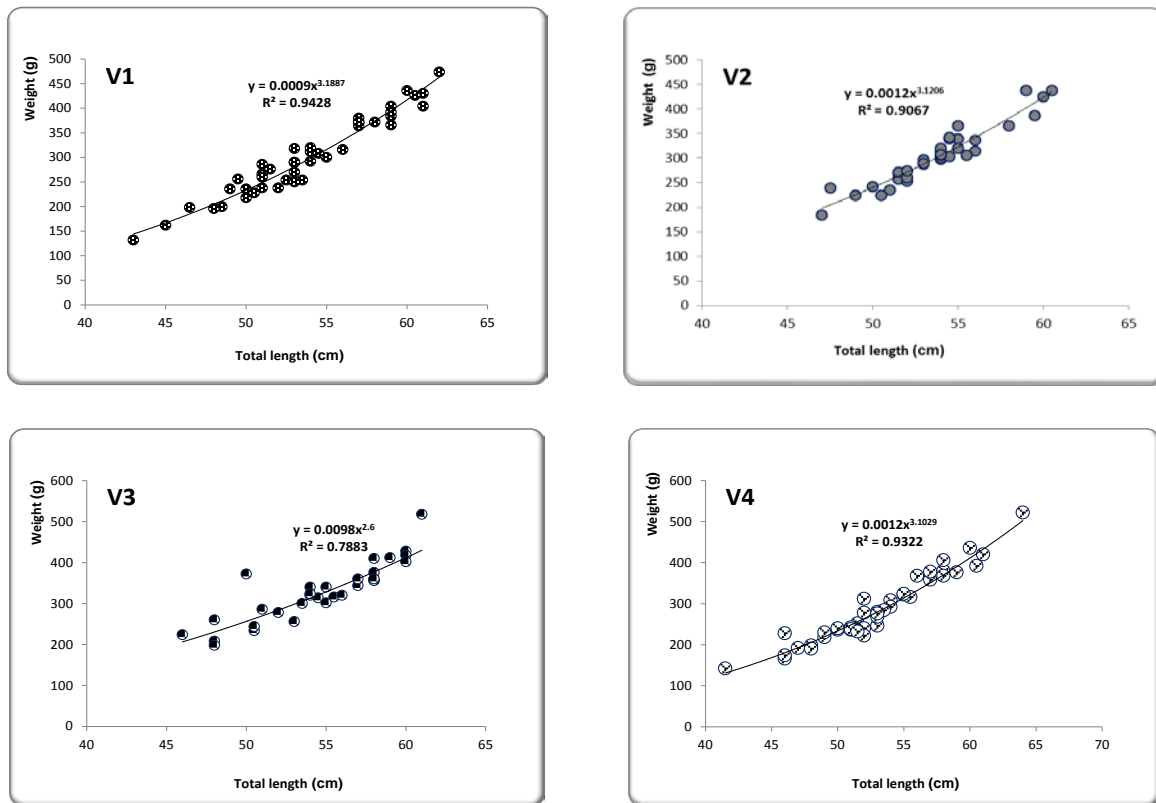 V1
Weight (g)
y = 0.0009x^3.1887
R² = 0.9428
500
450
400
350
300
250
200
150
100
50
0
40 45 50 55 60 65
Total length (cm)
V2
Weight (g)
y = 0.0012x^3.1206
R² = 0.9067
500
450
400
350
300
250
200
150
100
50
0
40 45 50 55 60 65
Total length (cm)
V3
Weight (g)
y = 0.0098x^2.6
R² = 0.7883
600
500
400
300
200
100
0
40 45 50 55 60 65
Total length (cm)
V4
Weight (g)
y = 0.0012x^3.1029
R² = 0.9322
600
500
400
300
200
100
0
40 45 50 55 60 65 70
Total length (cm)